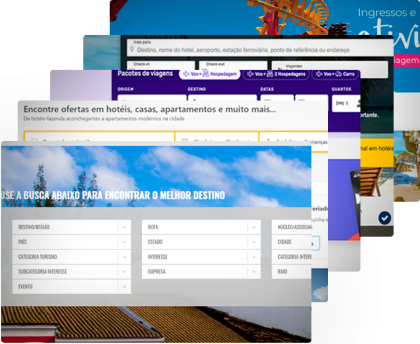 Ingressos e
Destino, nome do hotel, aeroporto, estação ferroviária, ponto de referência ou endereço
Check-in
Check-out
Viajantes
Pacotes de viagens
Voo + Hospedagem
Voo + 2 Hospedagens
Voo + Carro
ORIGEM
DESTINO
DATAS
QUARTOS
Encontre ofertas em hotéis, casas, apartamentos e muito mais...
De hotéis-fazenda aconchegantes a apartamentos modernos na cidade
USE A BUSCA ABAIXO PARA ENCONTRAR O MELHOR DESTINO
DESTINO/REGIÃO
ROTA
NÚCLEO/ASSOCIA
PAÍS
ESTADO
CIDADE
CATEGORIA TURISMO
INTERESSE
CATEGORIA INTER
SUBCATEGORIA INTERESSE
EMPRESA
RAIO
EVENTO